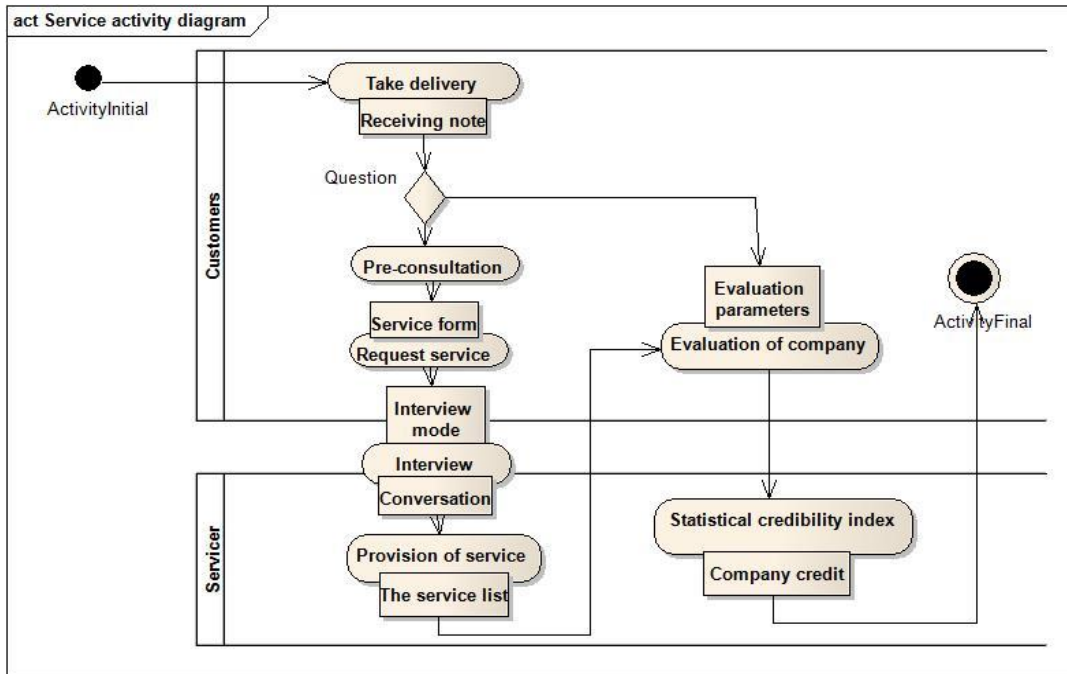 act Service activity diagram
ActivityInitial
Customers
Take delivery
Receiving note
Question
Pre-consultation
Service form
Request service
Interview
mode
Evaluation
parameters
Evaluation of company
ActivityFinal
Interview
Conversation
Servicer
Provision of service
The service list
Statistical credibility index
Company credit